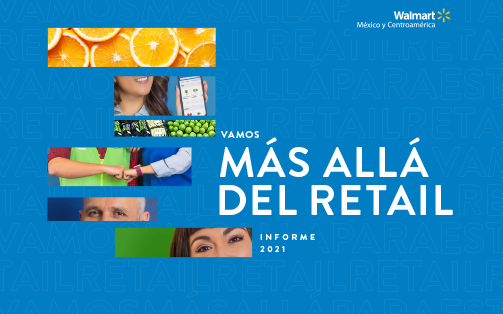 Walmart
México y Centroamérica
VAMOS
MÁS ALLÁ
DEL RETAIL
INFORME
2021